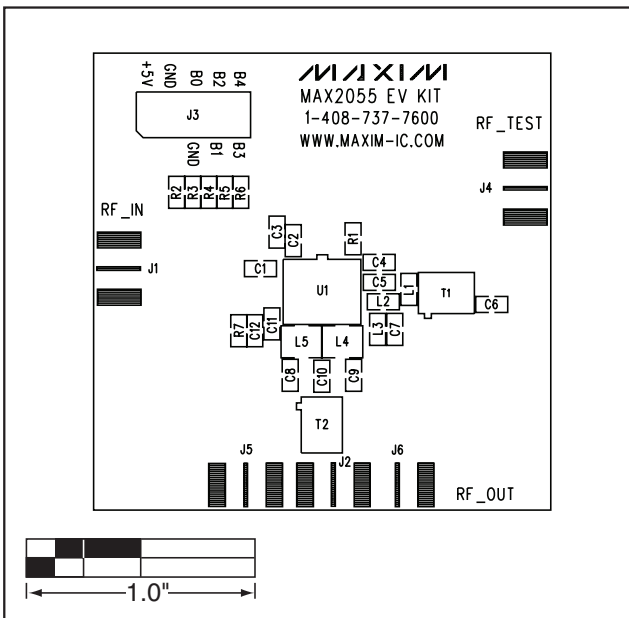 +5V GND B0 B2 B4
MAXIM
MAX2055 EV KIT
1-408-737-7600
WWW.MAXIM-IC.COM
J3
GND B1 B3
RF_TEST
J4
R2 R3 R4 R5 R6
RF_IN
J1
C3 C2 R1
C1 C4
C5
U1
L2 L1 T1 C6
R7 C12 C11 L3 C7
L5 L4
C8 C10 C9
T2
J5 J2 J6
RF_OUT
1.0"